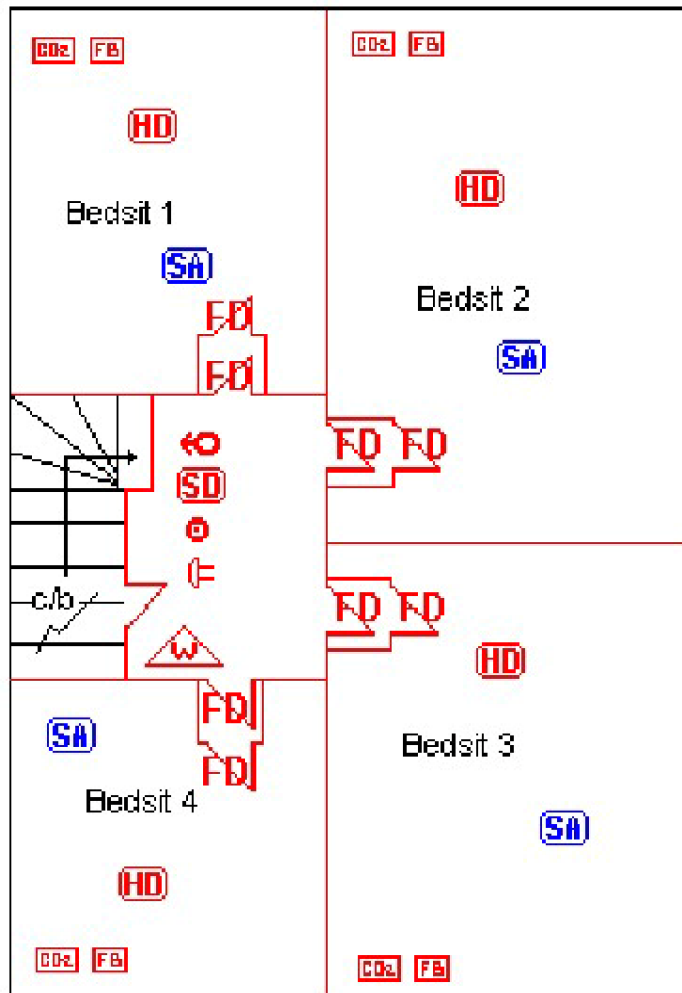 CO2 FB
CO2 FB
HD
HD
Bedsit 1
SA
Bedsit 2
FD
SA
FD
FD FD
SD
c/b
FD FD
W
HD
FD
SA
Bedsit 3
FD
Bedsit 4
SA
HD
CO2 FB
CO2 FB